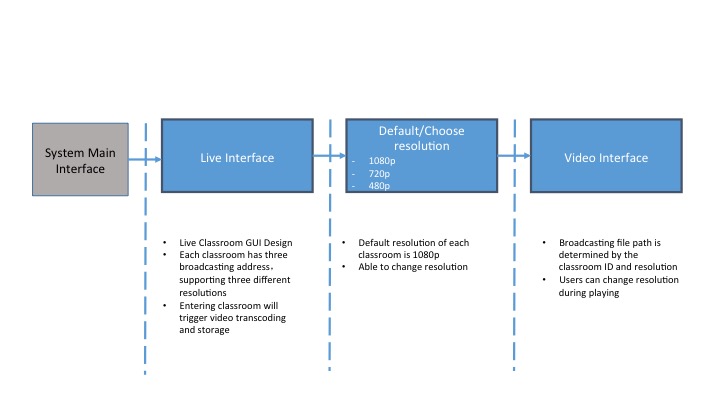 System Main
Interface
Live Interface
Default/Choose
resolution
- 1080p
- 720p
- 480p
Video Interface
• Live Classroom GUI Design
• Each classroom has three
broadcasting address,
supporting three different
resolutions
• Entering classroom will
trigger video transcoding
and storage
• Default resolution of each
classroom is 1080p
• Able to change resolution
• Broadcasting file path is
determined by the
classroom ID and resolution
• Users can change resolution
during playing